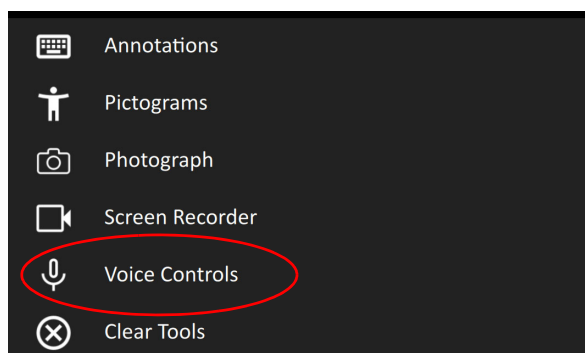 Annotations
Pictograms
Photograph
Screen Recorder
Voice Controls
Clear Tools